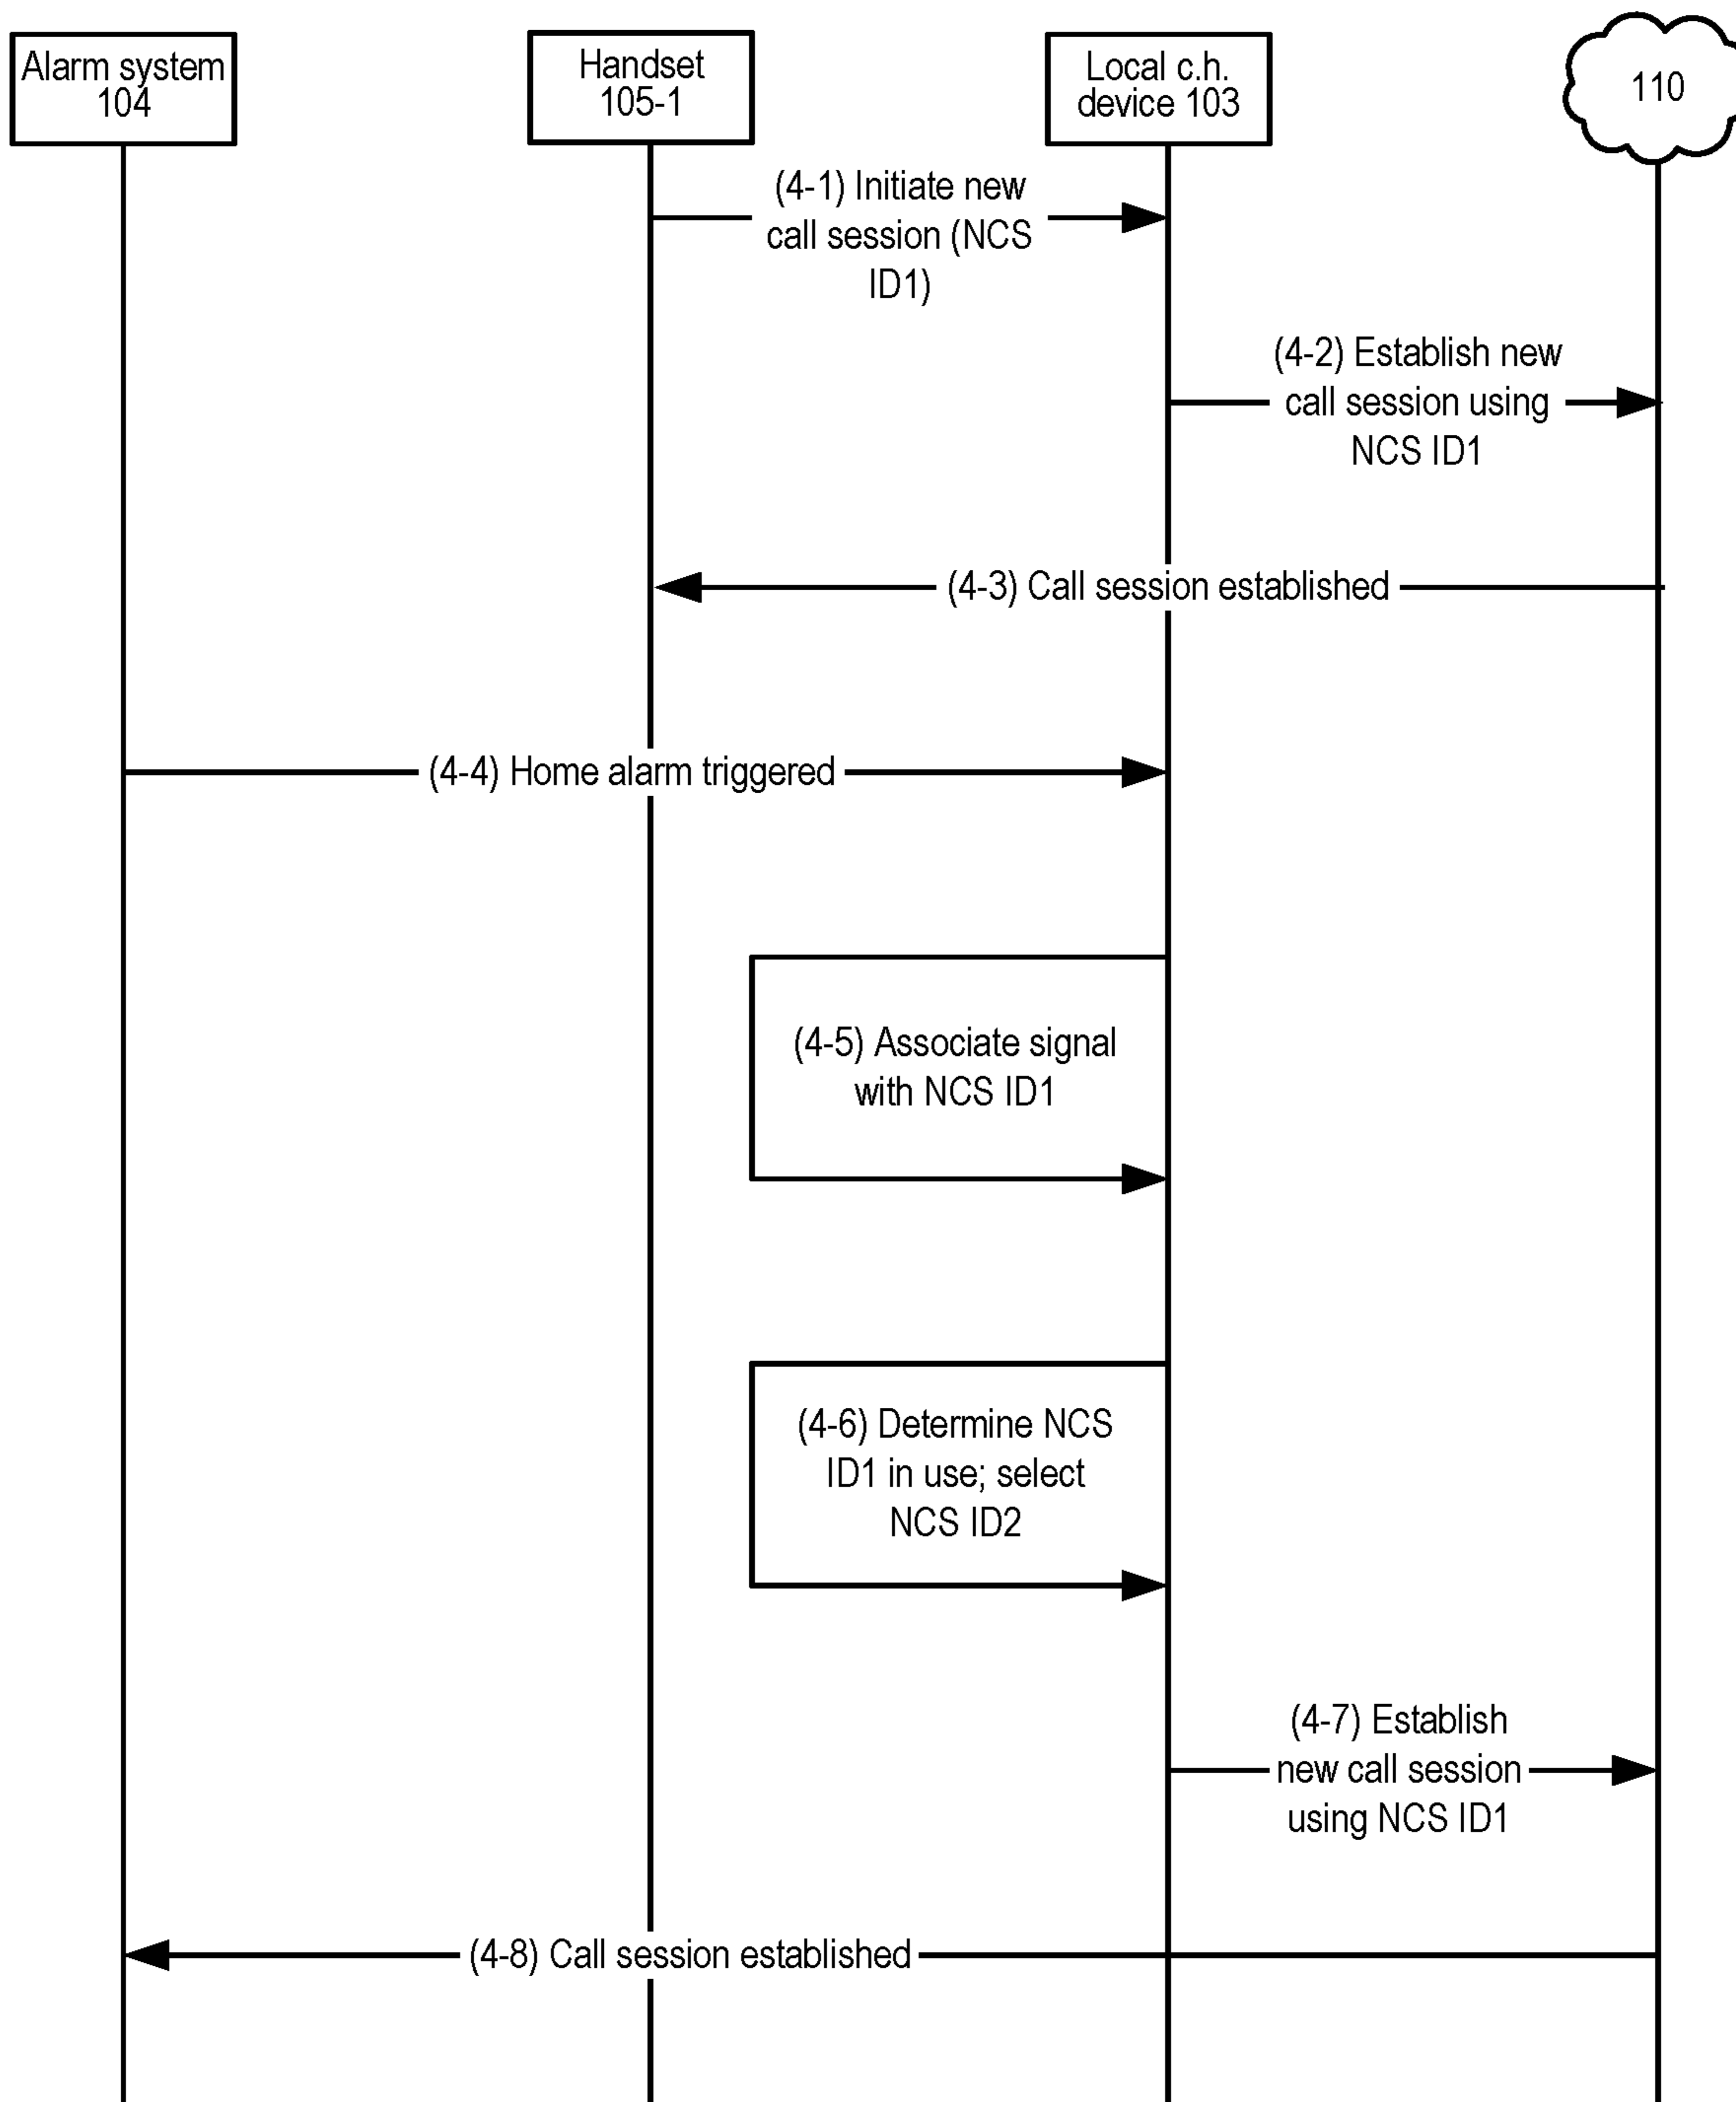 Alarm system
104
Handset
105-1
Local c.h.
device 103
110
(4-1) Initiate new
call session (NCS
ID1)
(4-2) Establish new
call session using
NCS ID1
(4-3) Call session established
(4-4) Home alarm triggered
(4-5) Associate signal
with NCS ID1
(4-6) Determine NCS
ID1 in use; select
NCS ID2
(4-7) Establish
new call session
using NCS ID1
(4-8) Call session established